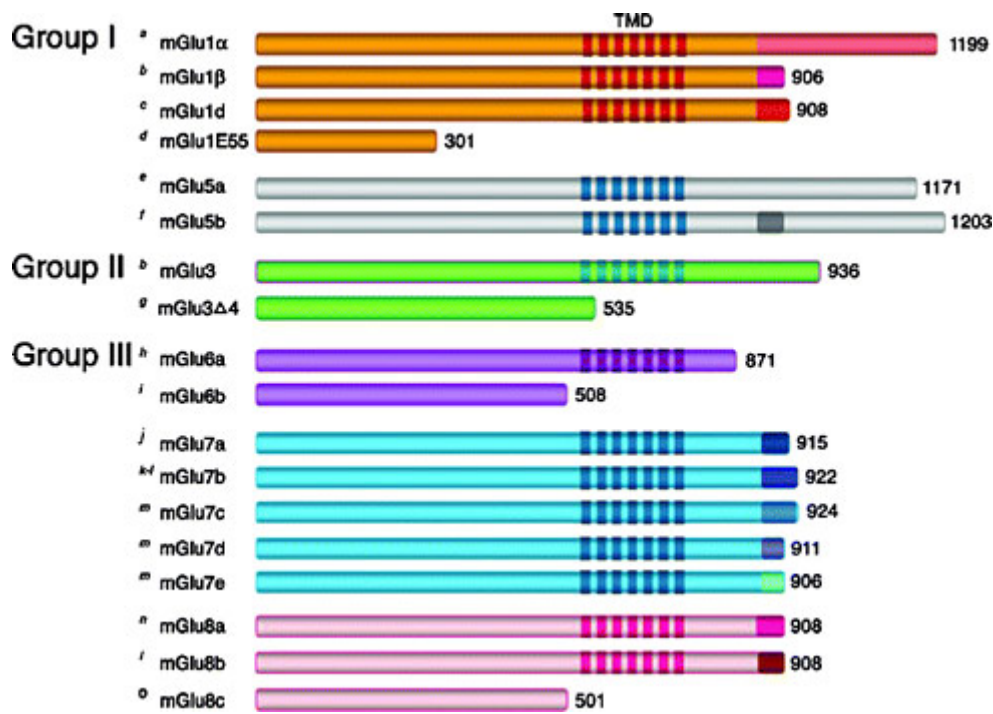 TMD
Group I a mGlu1α 1199
b mGlu1β 906
c mGlu1d 908
d mGlu1E55 301
e mGlu5a 1171
f mGlu5b 1203
Group II b mGlu3 936
g mGlu3Δ4 535
Group III h mGlu6a 871
i mGlu6b 508
j mGlu7a 915
k-l mGlu7b 922
m mGlu7c 924
m mGlu7d 911
m mGlu7e 906
n mGlu8a 908
mGlu8b 908
o mGlu8c 501